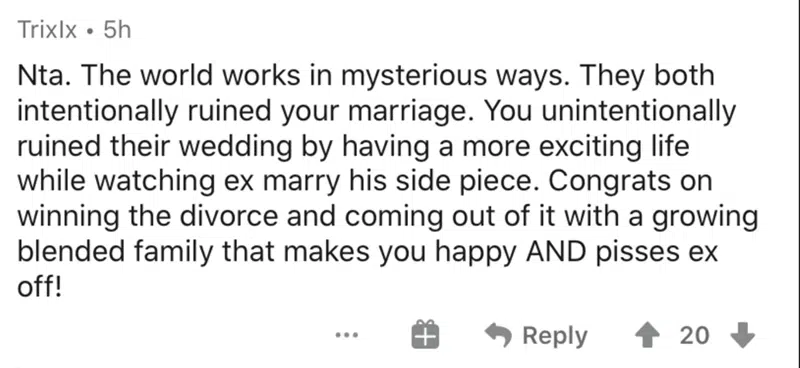 TrixIx • 5h
Nta. The world works in mysterious ways. They both
intentionally ruined your marriage. You unintentionally
ruined their wedding by having a more exciting life
while watching ex marry his side piece. Congrats on
winning the divorce and coming out of it with a growing
blended family that makes you happy AND pisses ex
off!
Reply 20